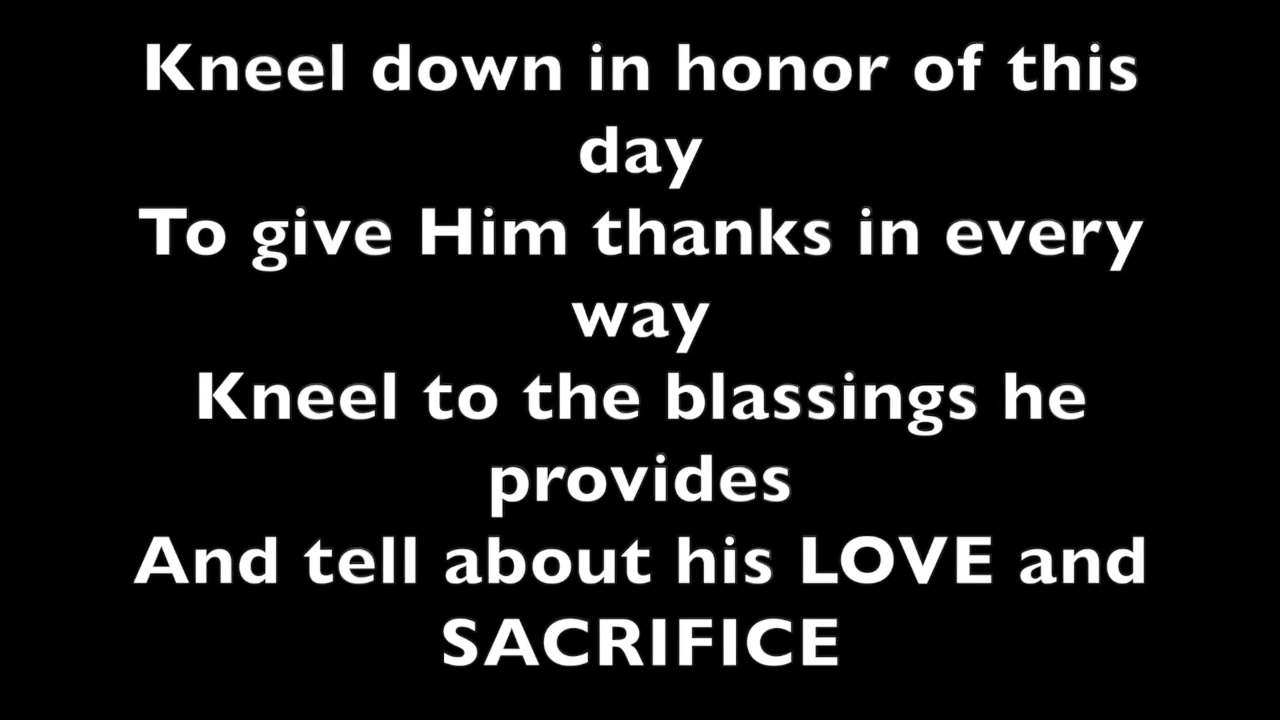 Kneel down in honor of this
day
To give Him thanks in every
way
Kneel to the blassings he
provides
And tell about his LOVE and
SACRIFICE